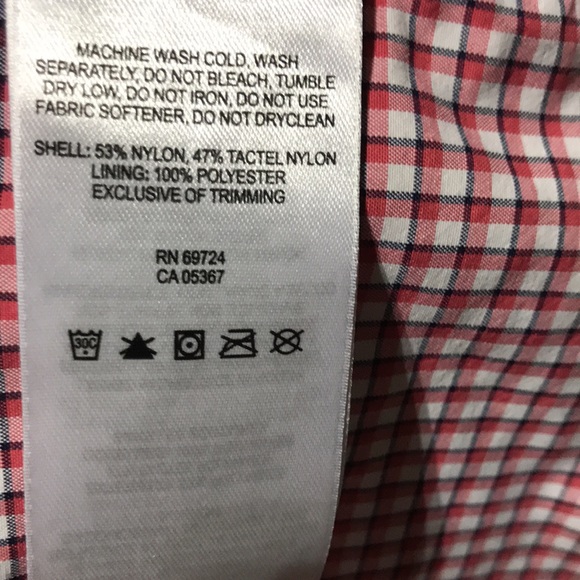 MACHINE WASH COLD, WASH
SEPARATELY, DO NOT BLEACH, TUMBLE
DRY LOW, DO NOT IRON, DO NOT USE
FABRIC SOFTENER, DO NOT DRYCLEAN
SHELL: 53% NYLON, 47% TACTEL NYLON
LINING: 100% POLYESTER
EXCLUSIVE OF TRIMMING
RN 69724
CA 05367
30C